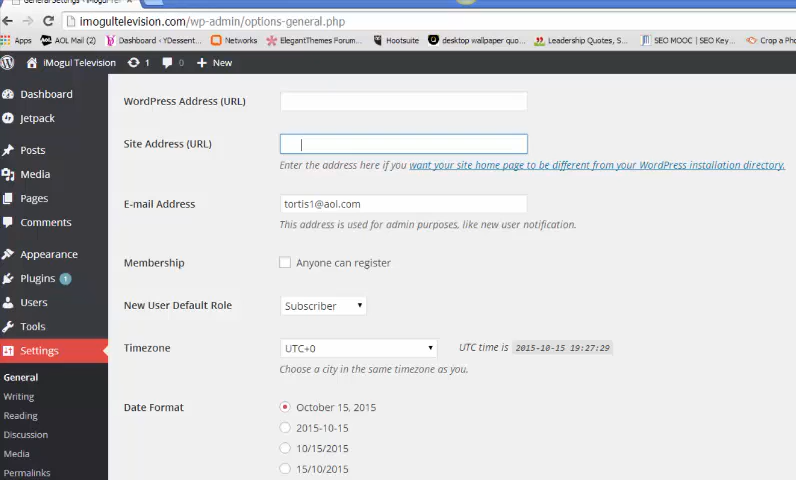 General Settings ‹ iMogul T
imogultelevision.com/wp-admin/options-general.php
Apps AOL Mail (2) Dashboard ‹ YDessent... Networks ElegantThemes Forum... Hootsuite desktop wallpaper quo... Leadership Quotes, S... SEO MOOC | SEO Key... Crop a Pho
iMogul Television 1 0 + New
Dashboard
Jetpack
Posts
Media
Pages
Comments
Appearance
Plugins 1
Users
Tools
Settings
General
Writing
Reading
Discussion
Media
Permalinks
WordPress Address (URL)
Site Address (URL)
Enter the address here if you want your site home page to be different from your WordPress installation directory.
E-mail Address tortis1@aol.com
This address is used for admin purposes, like new user notification.
Membership Anyone can register
New User Default Role Subscriber
Timezone UTC+0 UTC time is 2015-10-15 19:27:29
Choose a city in the same timezone as you.
Date Format October 15, 2015
2015-10-15
10/15/2015
15/10/2015